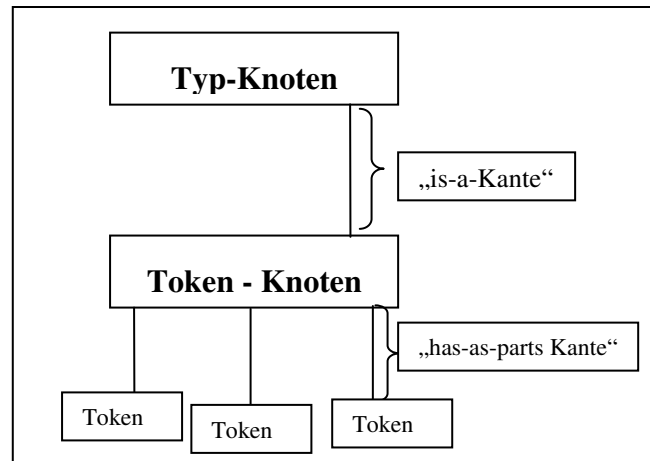 Typ-Knoten
„is-a-Kante“
Token - Knoten
„has-as-parts Kante“
Token
Token
Token